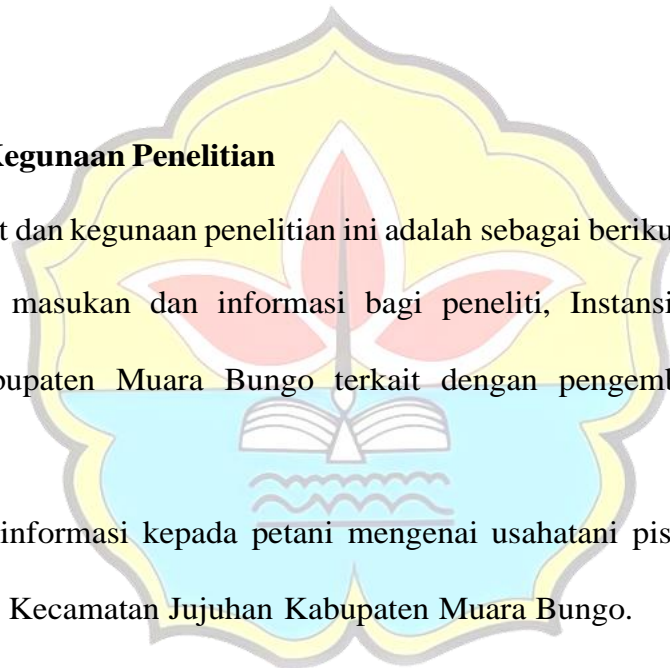 Kegunaan Penelitian
t dan kegunaan penelitian ini adalah sebagai beriku
masukan dan informasi bagi peneliti, Instansi
bupaten Muara Bungo terkait dengan pengemb
informasi kepada petani mengenai usahatani pis
Kecamatan Jujuhan Kabupaten Muara Bungo.